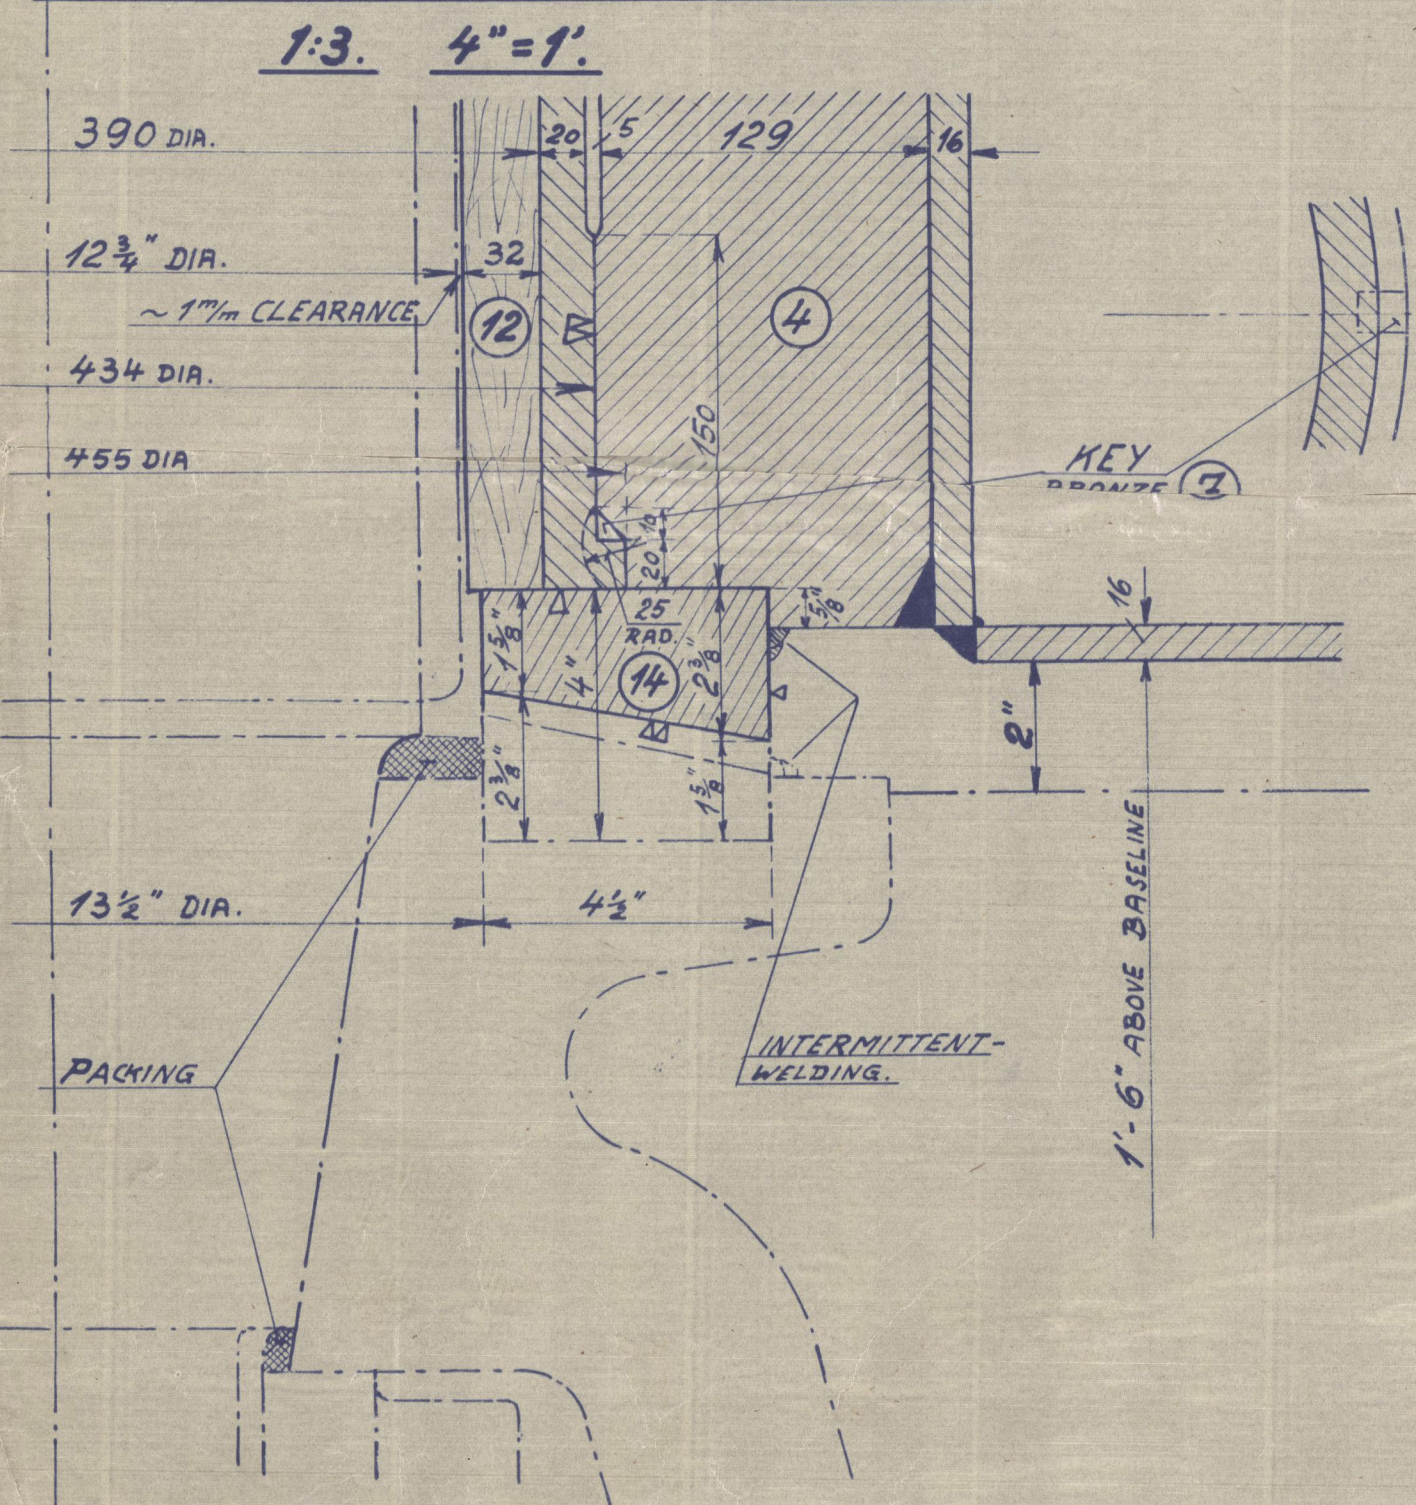 1:3. 4"=1'.
390 DIA.
20
5
129
16
12 3/4" DIA.
32
~ 1 m/m CLEARANCE
12
4
434 DIA.
150
455 DIA
KEY
BRONZE 7
10
20
25
RAD.
14
1 5/8"
4"
2 3/8"
5/8"
16
2"
2 3/8"
1 5/8"
13 1/2" DIA.
4 1/2"
1'-6" ABOVE BASELINE
INTERMITTENT-
WELDING.
PACKING